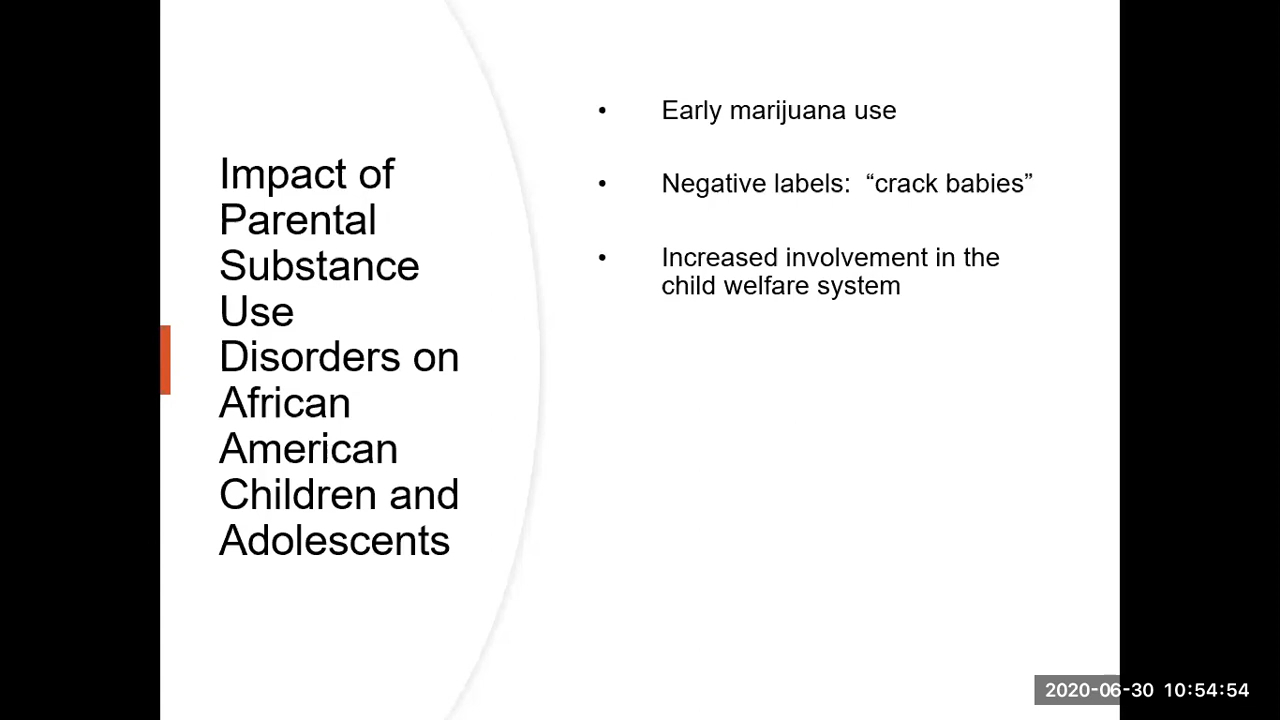 Impact of
Parental
Substance
Use
Disorders on
African
American
Children and
Adolescents
• Early marijuana use
• Negative labels:  “crack babies”
• Increased involvement in the
child welfare system
2020-06-30 10:54:54